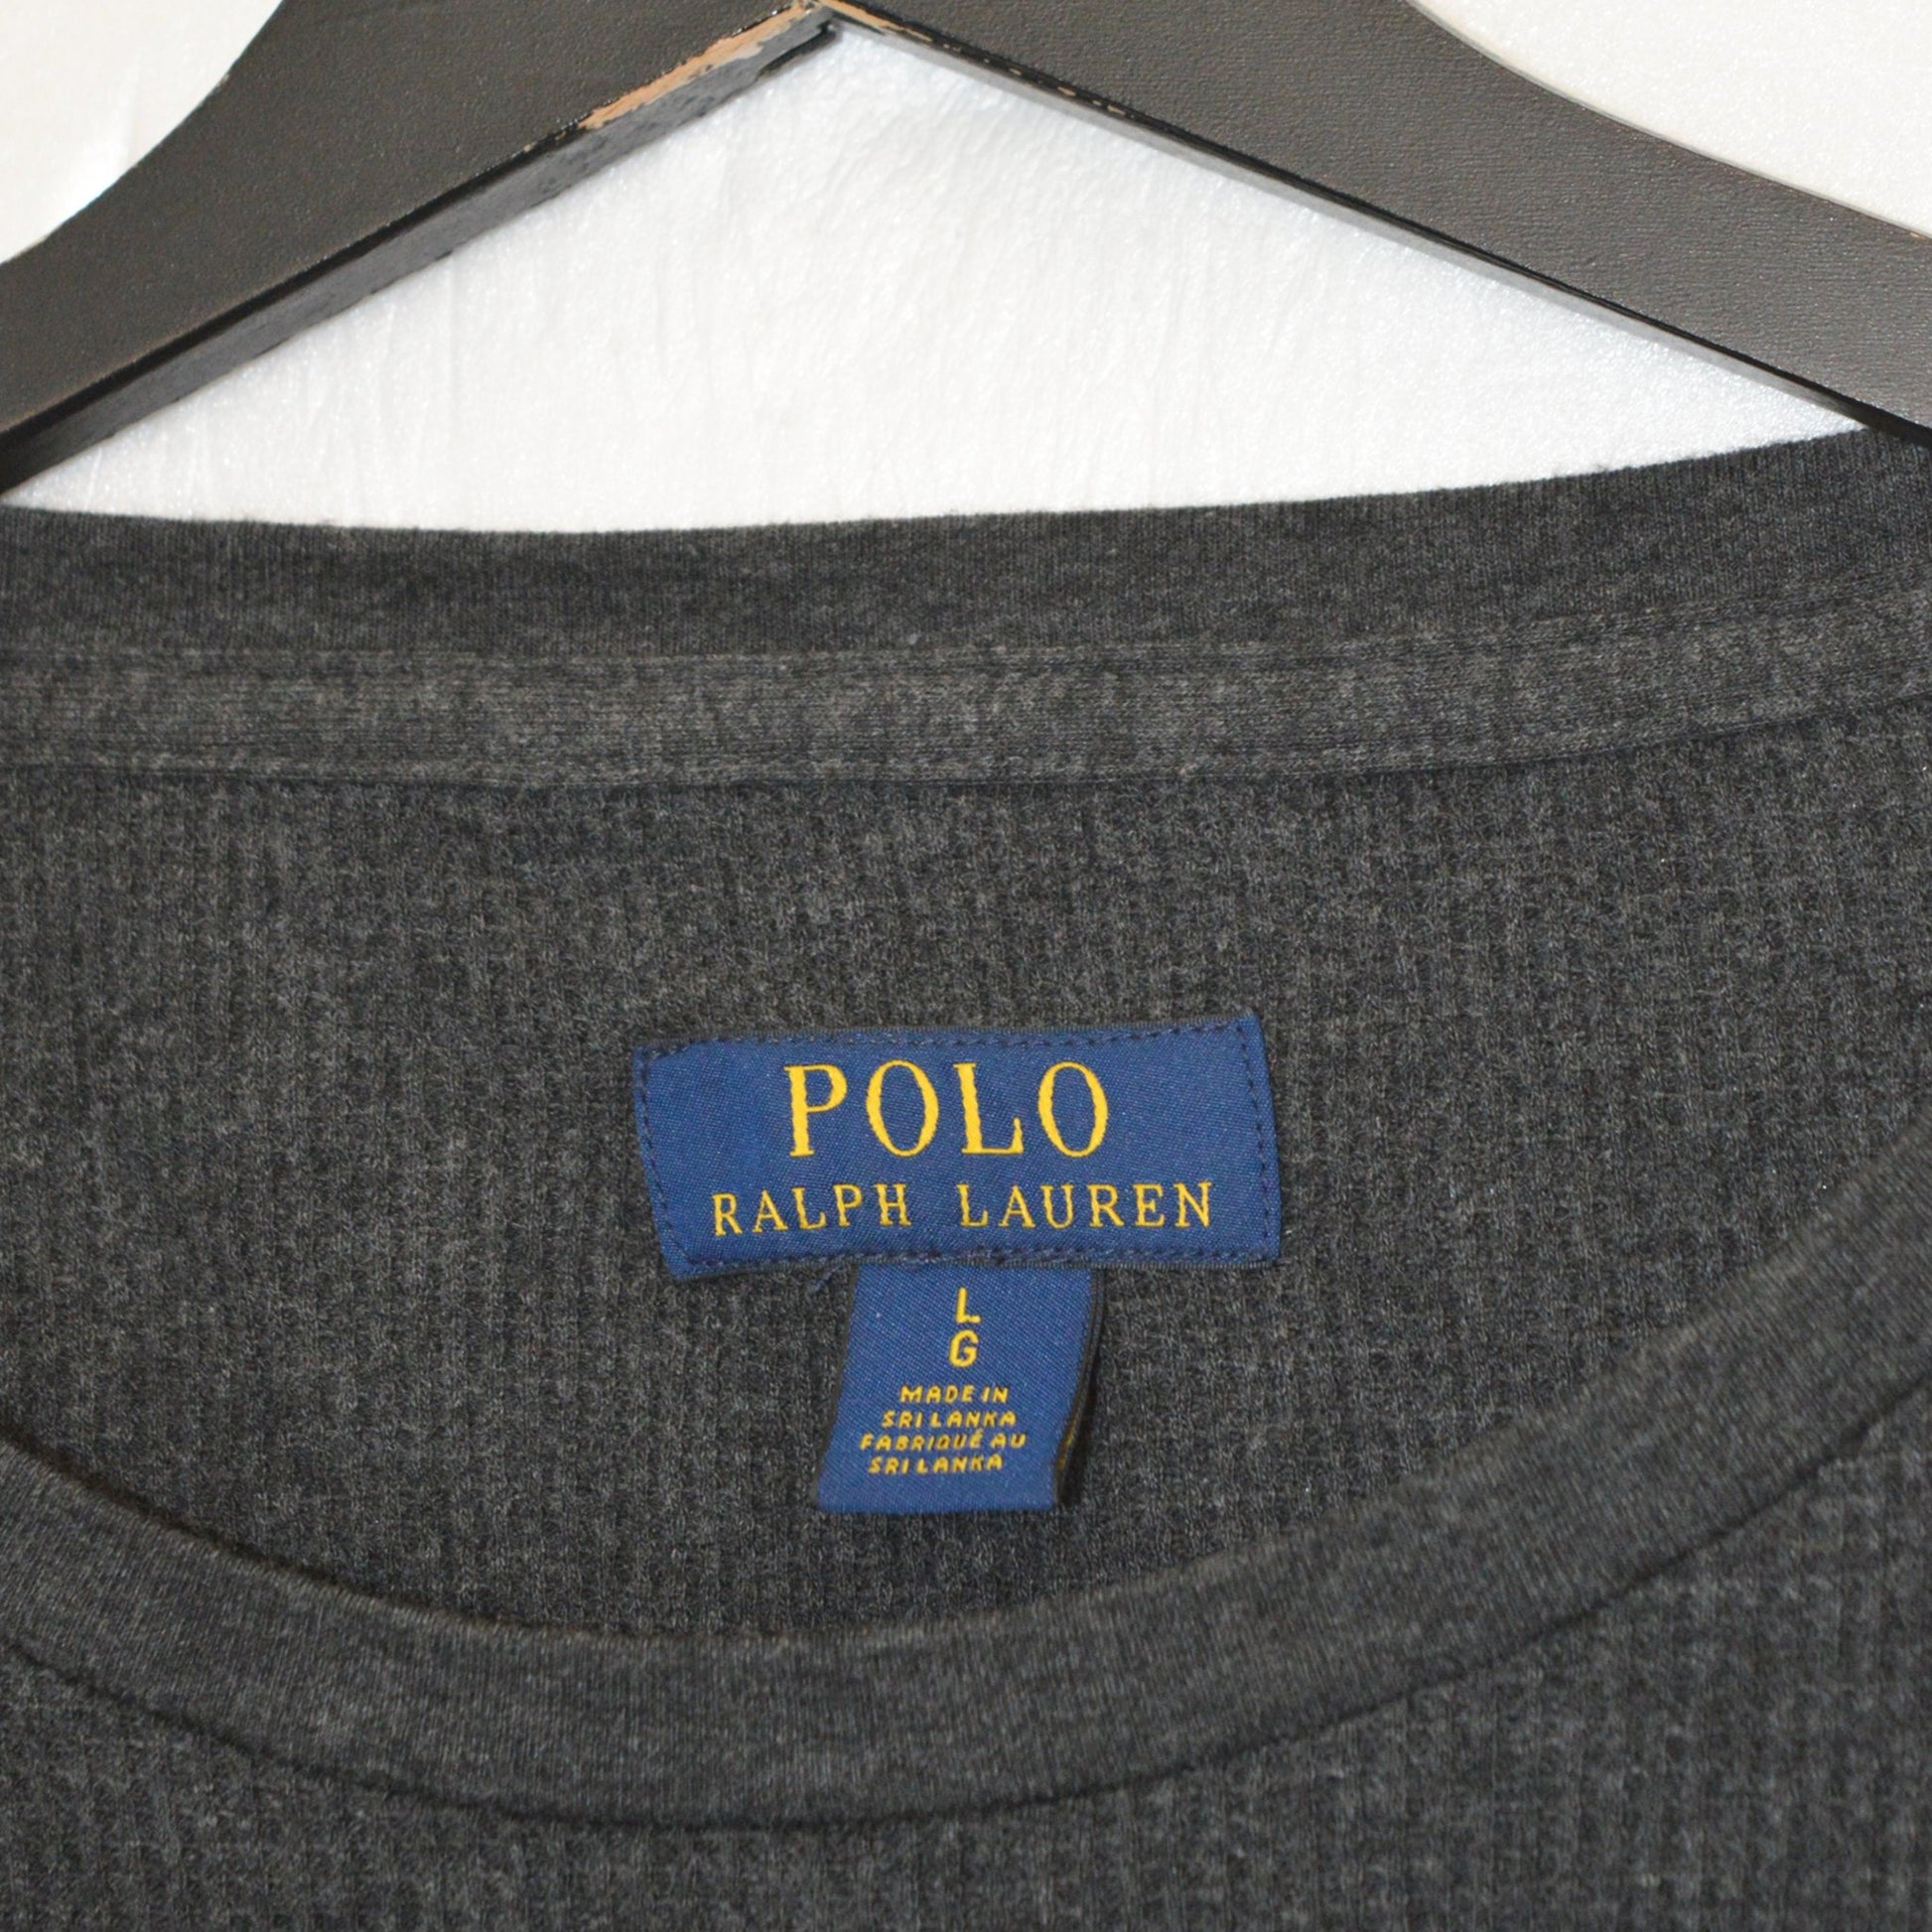 POLO
RALPH LAUREN
L
G
MADE IN
SRI LANKA
FABRIQUÉ AU
SRI LANKA